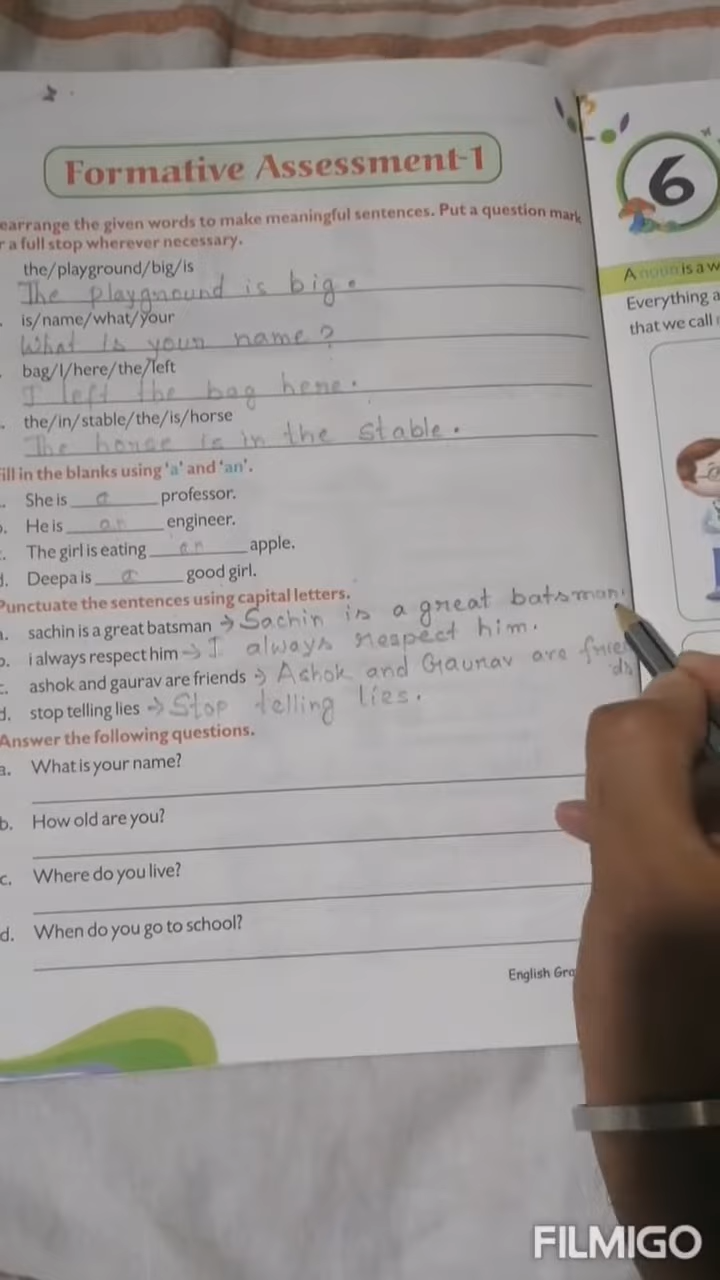 Formative Assessment-1
earrange the given words to make meaningful sentences. Put a question mark
r a full stop wherever necessary.
the/playground/big/is
The playground is big.
is/name/what/your
What is your name?
bag/I/here/the/left
I left the bag here.
the/in/stable/the/is/horse
The horse is in the stable.
ill in the blanks using 'a' and 'an'.
She is a professor.
He is an engineer.
The girl is eating an apple.
d. Deepa is a good girl.
Punctuate the sentences using capital letters.
a. sachin is a great batsman → Sachin is a great batsman.
b. i always respect him → I always respect him.
c. ashok and gaurav are friends → Ashok and Gaurav are frien
ds
d. stop telling lies → Stop telling lies.
Answer the following questions.
a. What is your name?
b. How old are you?
c. Where do you live?
d. When do you go to school?
English Gra
6
A noun is a w
Everything a
that we call
FILMIGO